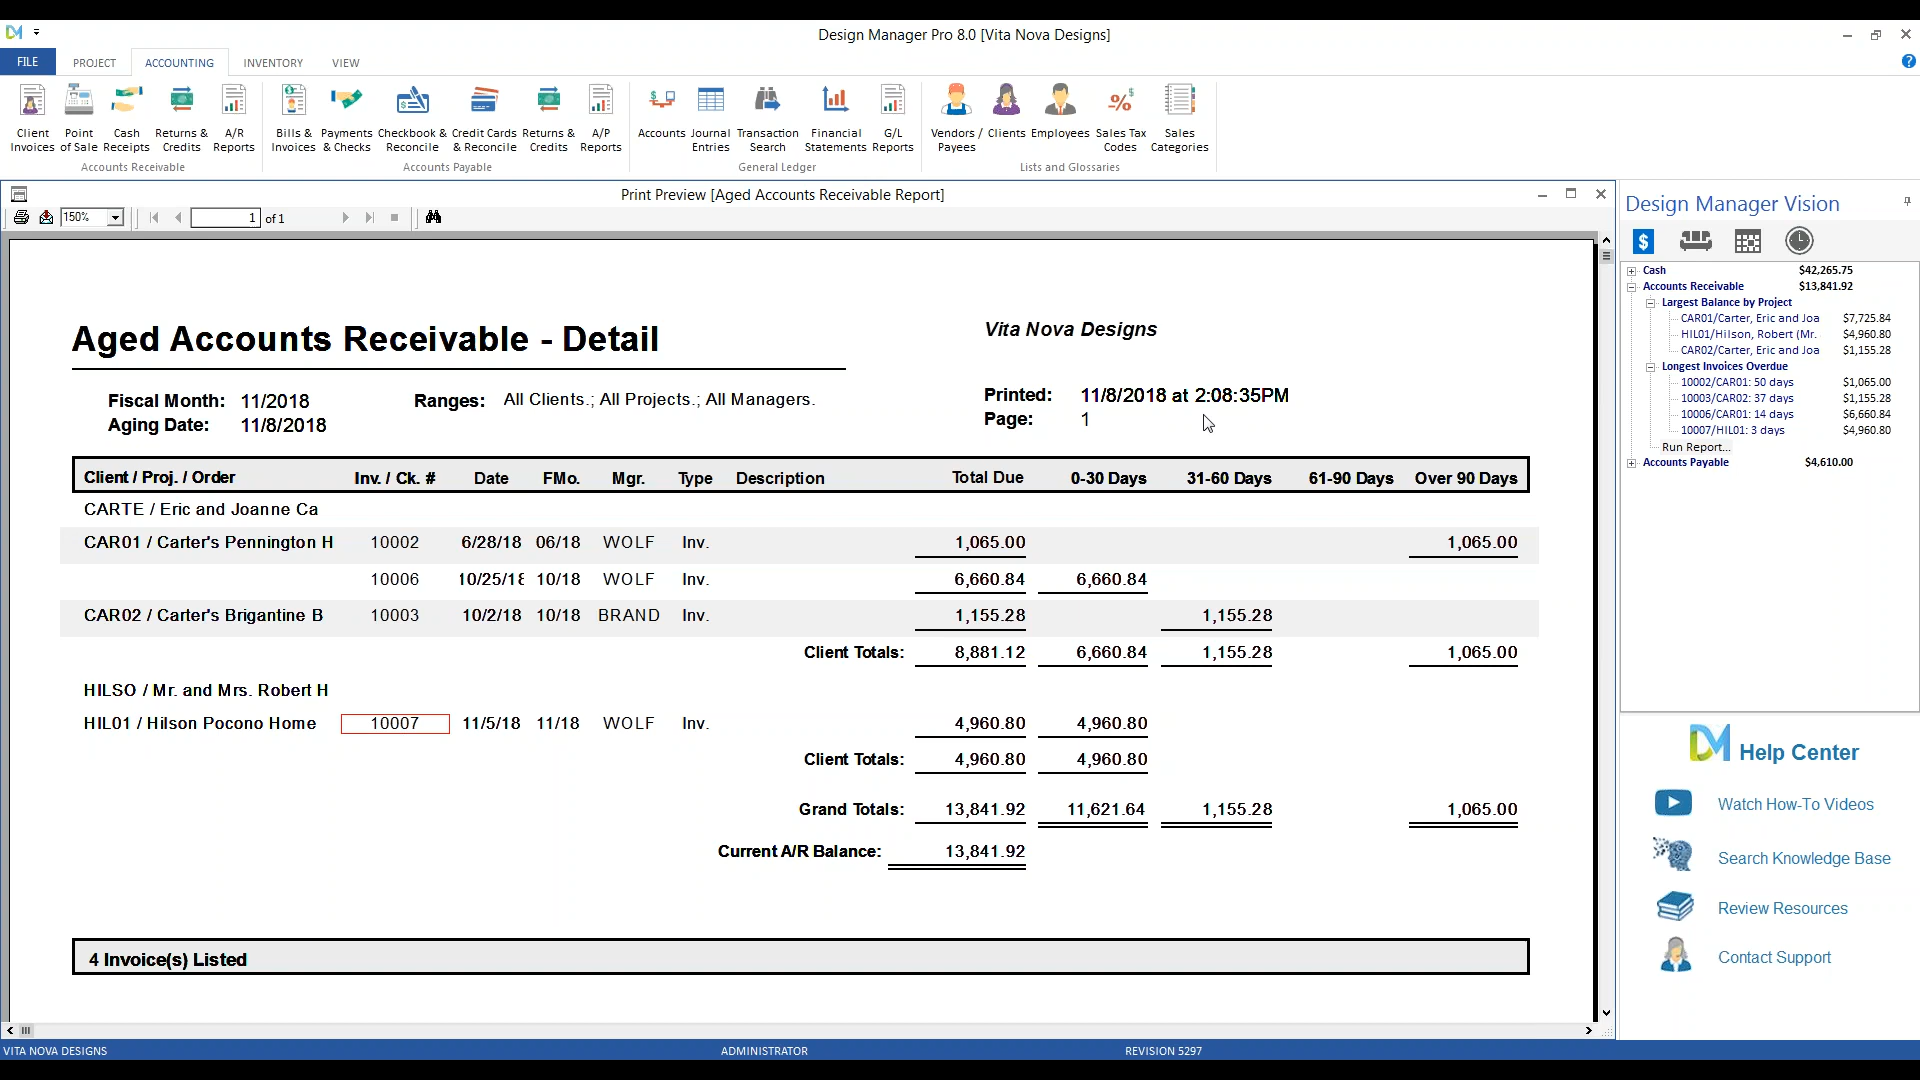 Design Manager Pro 8.0 [Vita Nova Designs]
FILE PROJECT ACCOUNTING INVENTORY VIEW
Client Invoices Point of Sale Cash Receipts Returns & Credits A/R Reports
Accounts Receivable
Bills & Invoices Payments & Checks Checkbook & Reconcile Credit Cards & Reconcile Returns & Credits A/P Reports
Accounts Payable
Accounts Journal Entries Transaction Search Financial Statements G/L Reports
General Ledger
Vendors / Payees Clients Employees Sales Tax Codes Sales Categories
Lists and Glossaries
Print Preview [Aged Accounts Receivable Report]
150% 1 of 1
Aged Accounts Receivable - Detail
Vita Nova Designs
Fiscal Month: 11/2018
Aging Date: 11/8/2018
Ranges: All Clients.; All Projects.; All Managers.
Printed: 11/8/2018 at 2:08:35PM
Page: 1
Client / Proj. / Order Inv. / Ck. # Date FMo. Mgr. Type Description Total Due 0-30 Days 31-60 Days 61-90 Days Over 90 Days
CARTE / Eric and Joanne Ca
CAR01 / Carter's Pennington H 10002 6/28/18 06/18 WOLF Inv. 1,065.00 1,065.00
10006 10/25/18 10/18 WOLF Inv. 6,660.84 6,660.84
CAR02 / Carter's Brigantine B 10003 10/2/18 10/18 BRAND Inv. 1,155.28 1,155.28
Client Totals: 8,881.12 6,660.84 1,155.28 1,065.00
HILSO / Mr. and Mrs. Robert H
HIL01 / Hilson Pocono Home 10007 11/5/18 11/18 WOLF Inv. 4,960.80 4,960.80
Client Totals: 4,960.80 4,960.80
Grand Totals: 13,841.92 11,621.64 1,155.28 1,065.00
Current A/R Balance: 13,841.92
4 Invoice(s) Listed
Design Manager Vision
Cash $42,265.75
Accounts Receivable $13,841.92
Largest Balance by Project
CAR01/Carter, Eric and Joa $7,725.84
HIL01/Hilson, Robert (Mr. $4,960.80
CAR02/Carter, Eric and Joa $1,155.28
Longest Invoices Overdue
10002/CAR01: 50 days $1,065.00
10003/CAR02: 37 days $1,155.28
10006/CAR01: 14 days $6,660.84
10007/HIL01: 3 days $4,960.80
Run Report...
Accounts Payable $4,610.00
DM Help Center
Watch How-To Videos
Search Knowledge Base
Review Resources
Contact Support
VITA NOVA DESIGNS ADMINISTRATOR REVISION 5297